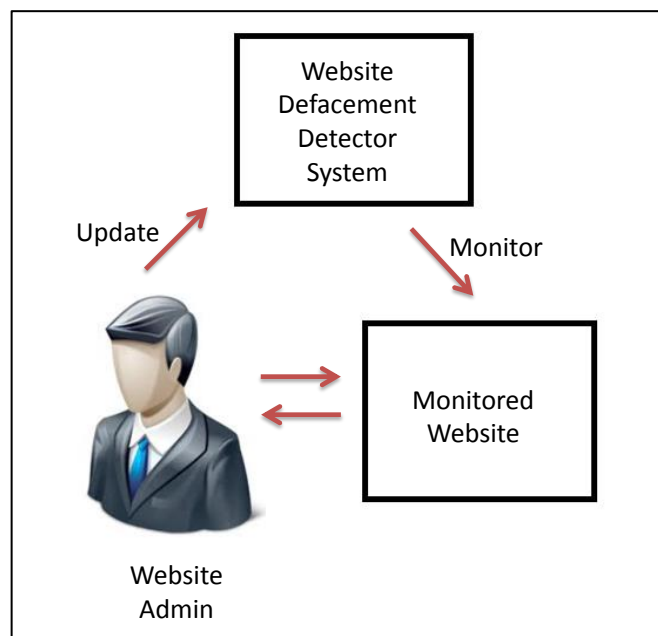 Website
Defacement
Detector
System
Update
Monitor
Monitored
Website
Website
Admin